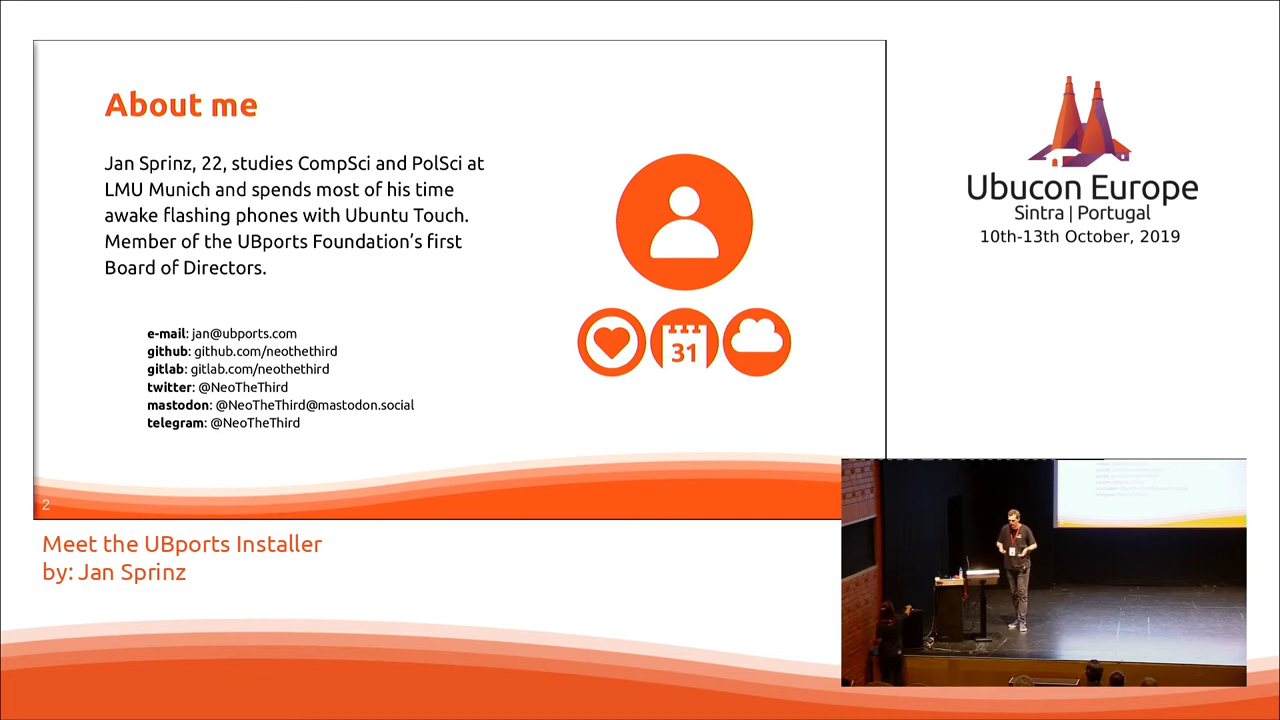 About me
Jan Sprinz, 22, studies CompSci and PolSci at
LMU Munich and spends most of his time
awake flashing phones with Ubuntu Touch.
Member of the UBports Foundation's first
Board of Directors.
e-mail: jan@ubports.com
github: github.com/neothethird
gitlab: gitlab.com/neothethird
twitter: @NeoTheThird
mastodon: @NeoTheThird@mastodon.social
telegram: @NeoTheThird
31
2
Ubucon Europe
Sintra | Portugal
10th-13th October, 2019
Meet the UBports Installer
by: Jan Sprinz